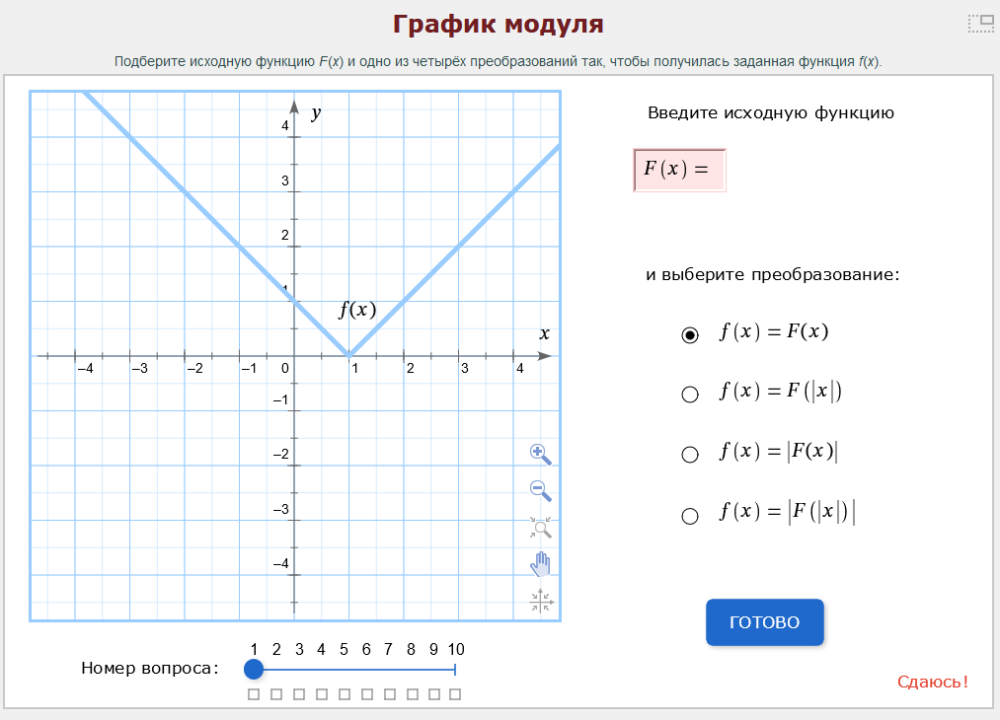 График модуля
Подберите исходную функцию F(x) и одно из четырёх преобразований так, чтобы получилась заданная функция f(x).
y
4
3
2
1
f(x)
x
–4 –3 –2 –1 0 1 2 3 4
–1
–2
–3
–4
Номер вопроса:
1 2 3 4 5 6 7 8 9 10
Введите исходную функцию
F(x) =
и выберите преобразование:
f(x) = F(x)
f(x) = F(|x|)
f(x) = |F(x)|
f(x) = |F(|x|)|
ГОТОВО
Сдаюсь!